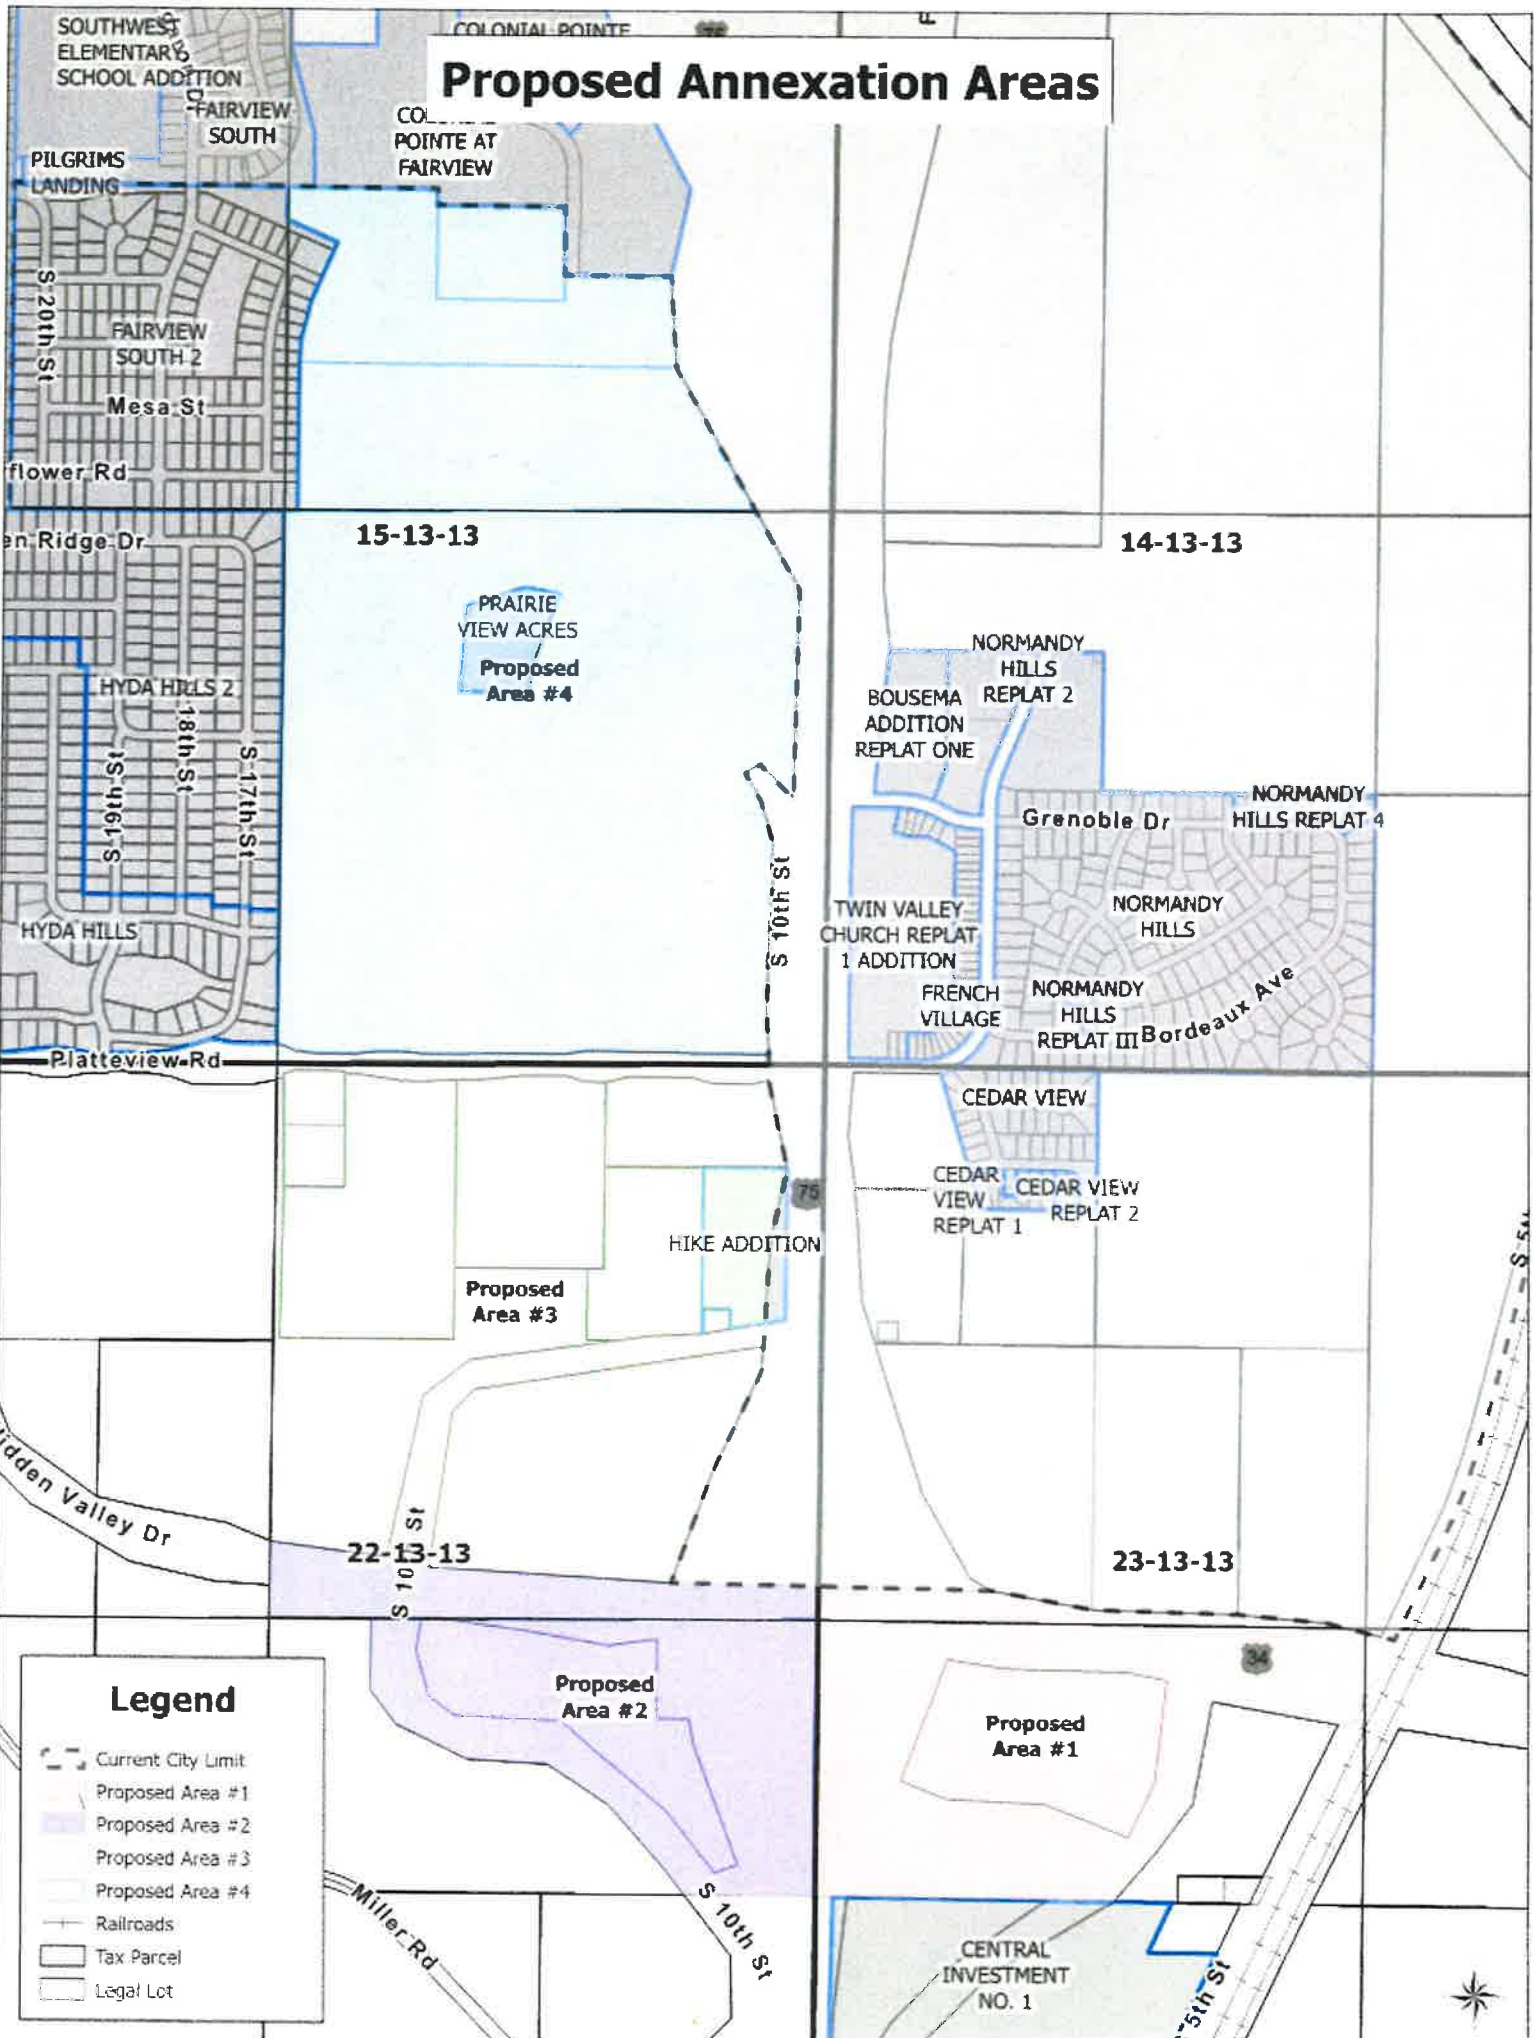 Proposed Annexation Areas
SOUTHWEST
ELEMENTARY
SCHOOL ADDITION
FAIRVIEW
SOUTH
PILGRIMS
LANDING
COLONIAL POINTE
POINTE AT
FAIRVIEW
75
F
S 20th St
FAIRVIEW
SOUTH 2
Mesa St
flower Rd
en Ridge Dr
15-13-13
14-13-13
PRAIRIE
VIEW ACRES
Proposed
Area #4
HYDA HILLS 2
S 19th St
18th St
S 17th St
HYDA HILLS
Platteview Rd
S 10th St
NORMANDY
HILLS
REPLAT 2
BOUSEMA
ADDITION
REPLAT ONE
NORMANDY
HILLS REPLAT 4
Grenoble Dr
TWIN VALLEY
CHURCH REPLAT
1 ADDITION
NORMANDY
HILLS
FRENCH
VILLAGE
NORMANDY
HILLS
REPLAT III
Bordeaux Ave
CEDAR VIEW
CEDAR
VIEW
REPLAT 1
CEDAR VIEW
REPLAT 2
75
HIKE ADDITION
Proposed
Area #3
S 5th
idden Valley Dr
22-13-13
S 10th St
23-13-13
34
Proposed
Area #2
Proposed
Area #1
S 10th St
Miller Rd
CENTRAL
INVESTMENT
NO. 1
5th St
Legend
Current City Limit
Proposed Area #1
Proposed Area #2
Proposed Area #3
Proposed Area #4
Railroads
Tax Parcel
Legal Lot